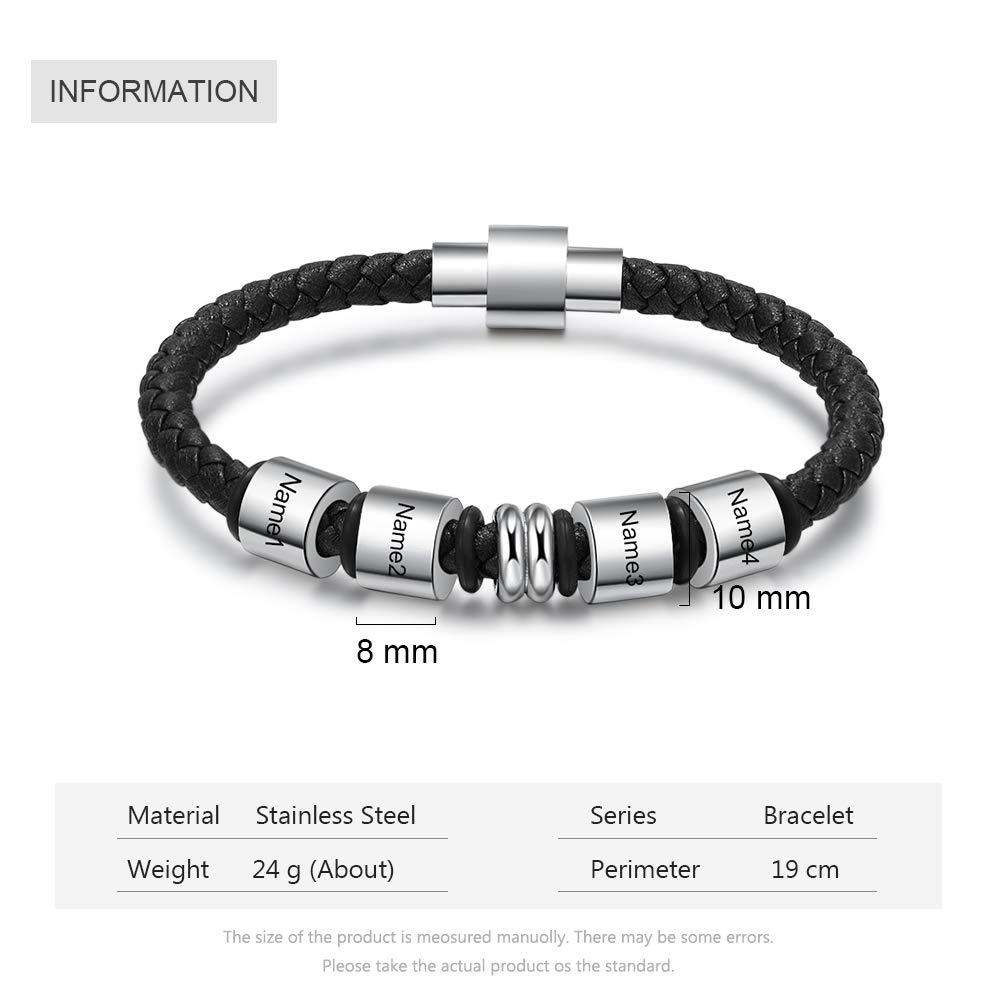 INFORMATION
Name1
Name2
Name3
Name4
10 mm
8 mm
Material Stainless Steel
Series Bracelet
Weight 24 g (About)
Perimeter 19 cm
The size of the product is meosured manuolly. There may be some errors.
Pleose take the actual product os the standard.